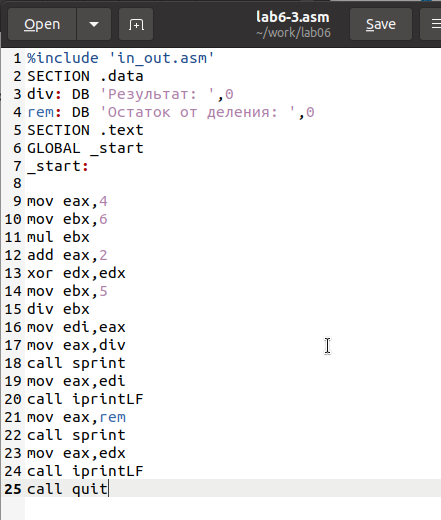 Open
lab6-3.asm
~/work/lab06
Save
1 %include 'in_out.asm'
2 SECTION .data
3 div: DB 'Результат: ',0
4 rem: DB 'Остаток от деления: ',0
5 SECTION .text
6 GLOBAL _start
7 _start:
8
9 mov eax,4
10 mov ebx,6
11 mul ebx
12 add eax,2
13 xor edx,edx
14 mov ebx,5
15 div ebx
16 mov edi,eax
17 mov eax,div
18 call sprint
19 mov eax,edi
20 call iprintLF
21 mov eax,rem
22 call sprint
23 mov eax,edx
24 call iprintLF
25 call quit